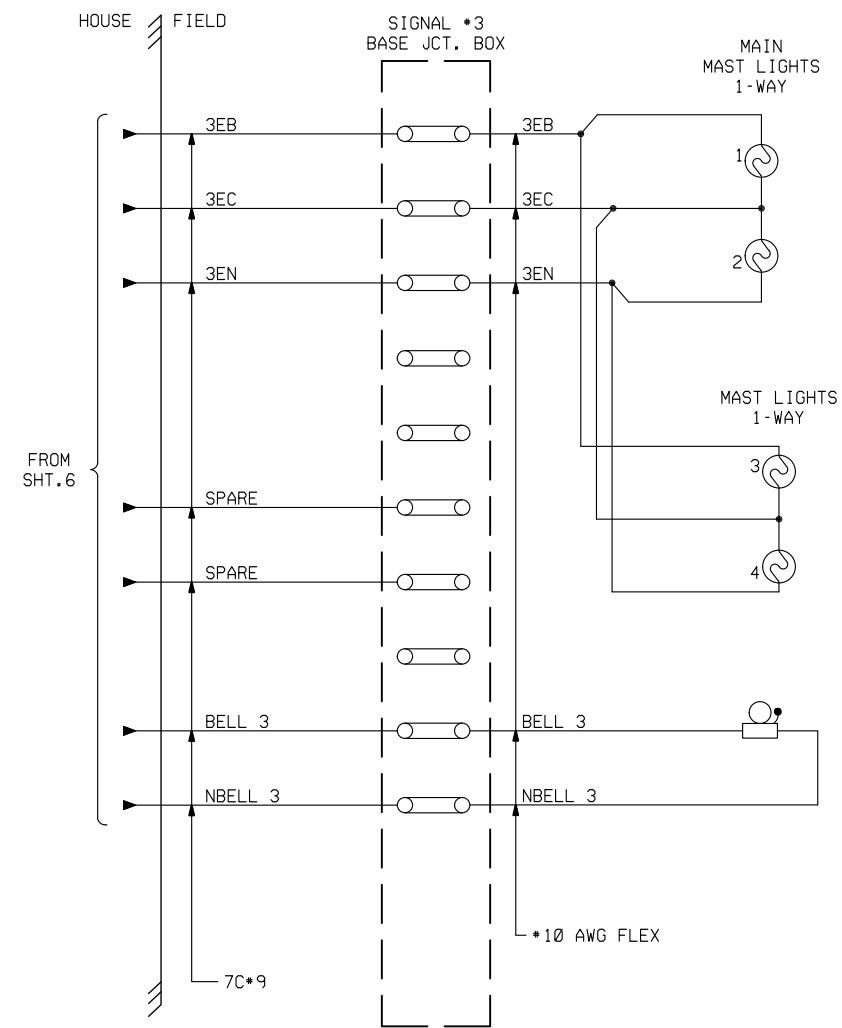 HOUSE FIELD
SIGNAL #3
BASE JCT. BOX
MAIN
MAST LIGHTS
1-WAY
3EB 3EB
1
3EC 3EC
2
3EN 3EN
MAST LIGHTS
1-WAY
FROM
SHT.6
3
SPARE
SPARE
4
BELL 3 BELL 3
NBELL 3 NBELL 3
#10 AWG FLEX
7C#9